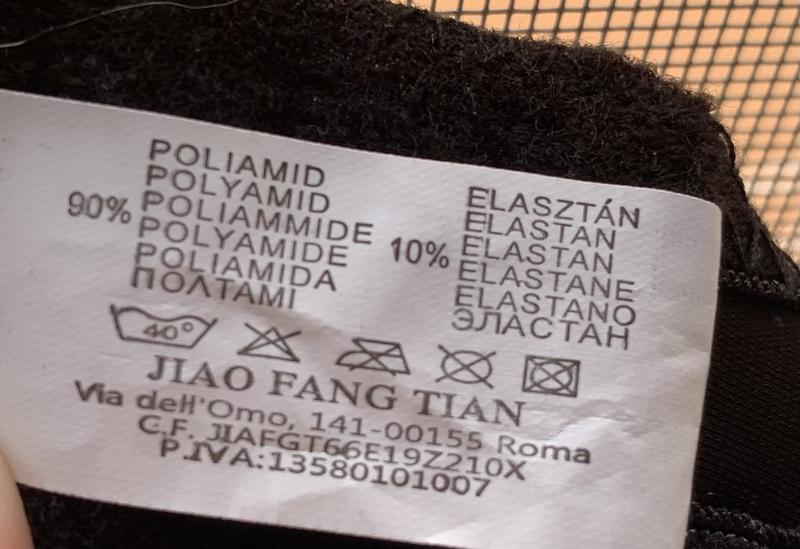 POLIAMID
POLYAMID
90% POLIAMMIDE
POLYAMIDE
POLIAMIDA
ПОΛTAMI
ELASZTÁN
ELASTAN
10% ELASTAN
ELASTANE
ELASTANO
ЭЛАСТАН
40°
JIAO FANG TIAN
Via dell'Omo, 141-00155 Roma
C.F. JIAFGT66E19Z210X
P.IVA:13580101007